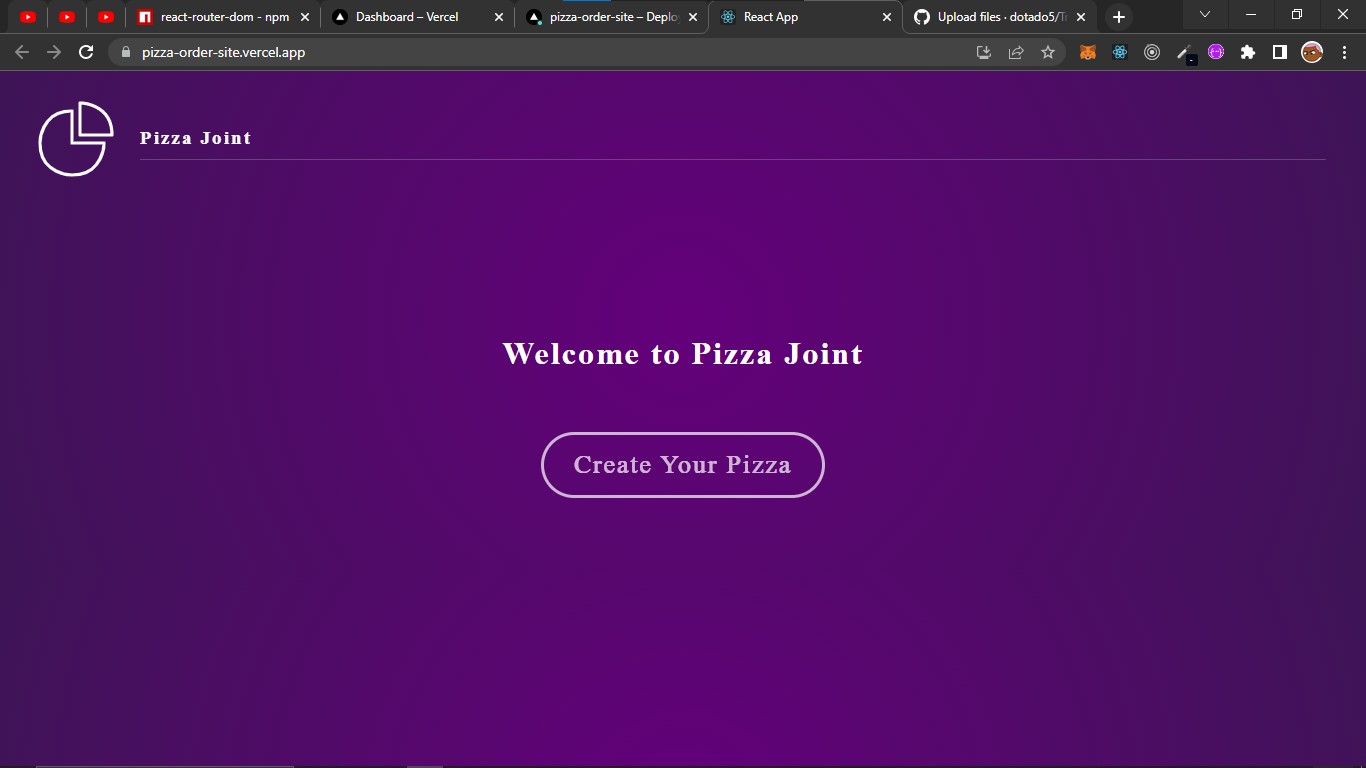 react-router-dom - npm
Dashboard – Vercel
pizza-order-site – Deplo
React App
Upload files · dotado5/Tr
pizza-order-site.vercel.app
Pizza Joint
Welcome to Pizza Joint
Create Your Pizza